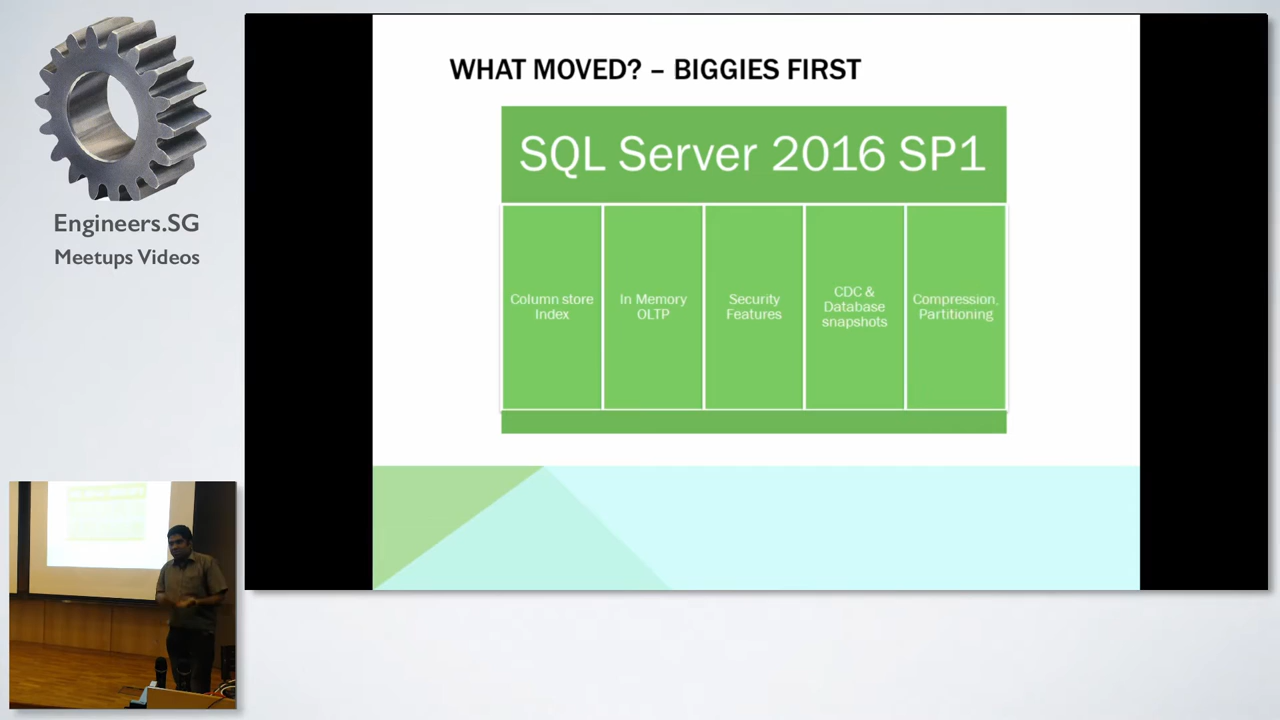 Engineers.SG
Meetups Videos
WHAT MOVED? – BIGGIES FIRST
SQL Server 2016 SP1
Column store
Index
In Memory
OLTP
Security
Features
CDC &
Database
snapshots
Compression,
Partitioning